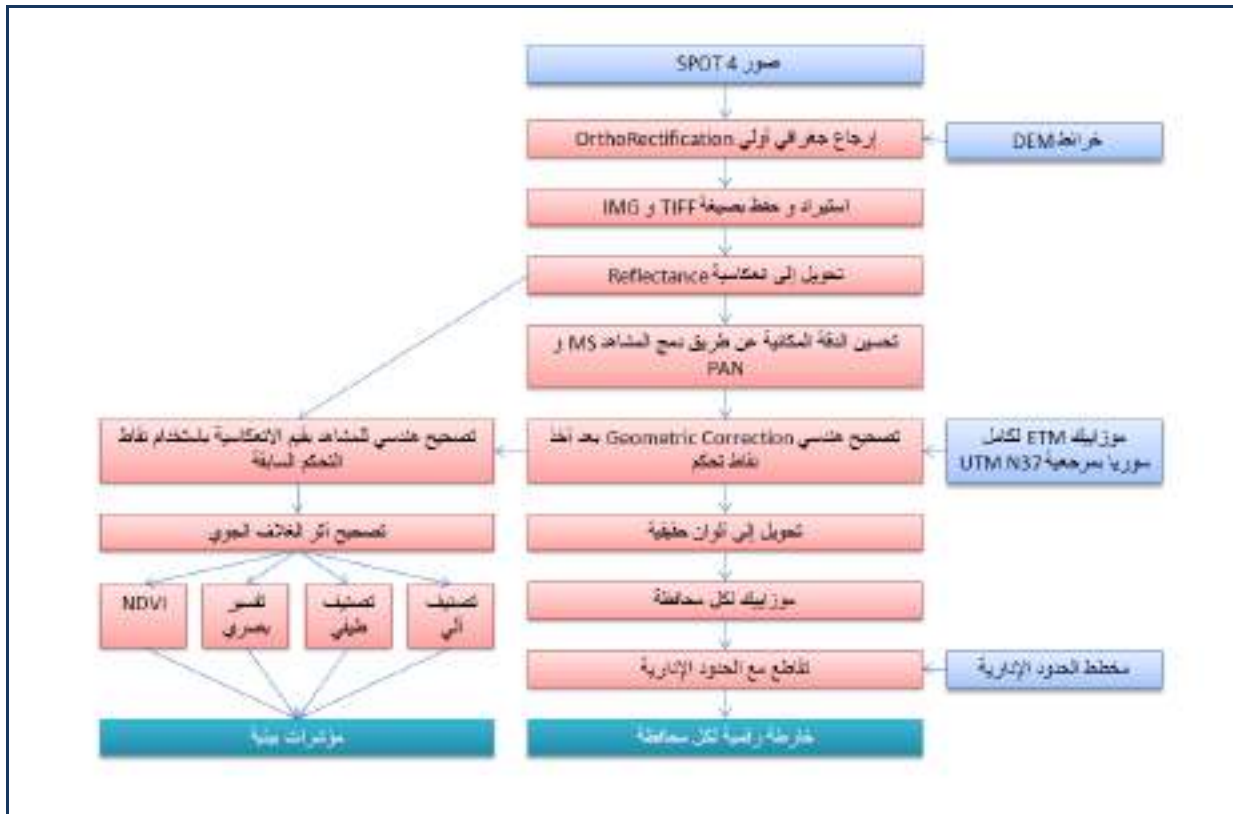 صور SPOT 4
إرجاع جغرافي أولي OrthoRectification
خرائط DEM
استيراد و حفظ بصيغة TIFF و IMG
تحويل إلى انعكاسية Reflectance
تحسين الدقة المكانية عن طريق دمج المشاهد MS و
PAN
موزاييك ETM لكامل
سوريا بمرجعية UTM N37
تصحيح هندسي Geometric Correction بعد أخذ
نقاط تحكم
تصحيح هندسي للمشاهد بقيم الانعكاسية باستخدام نقاط
التحكم السابقة
تحويل إلى ألوان حقيقية
تصحيح أثر الغلاف الجوي
موزاييك لكل محافظة
تصنيف
آلي
تصنيف
طيفي
تفسير
بصري
NDVI
مخطط الحدود الإدارية
تقاطع مع الحدود الإدارية
خارطة رقمية لكل محافظة
مؤشرات بيئية